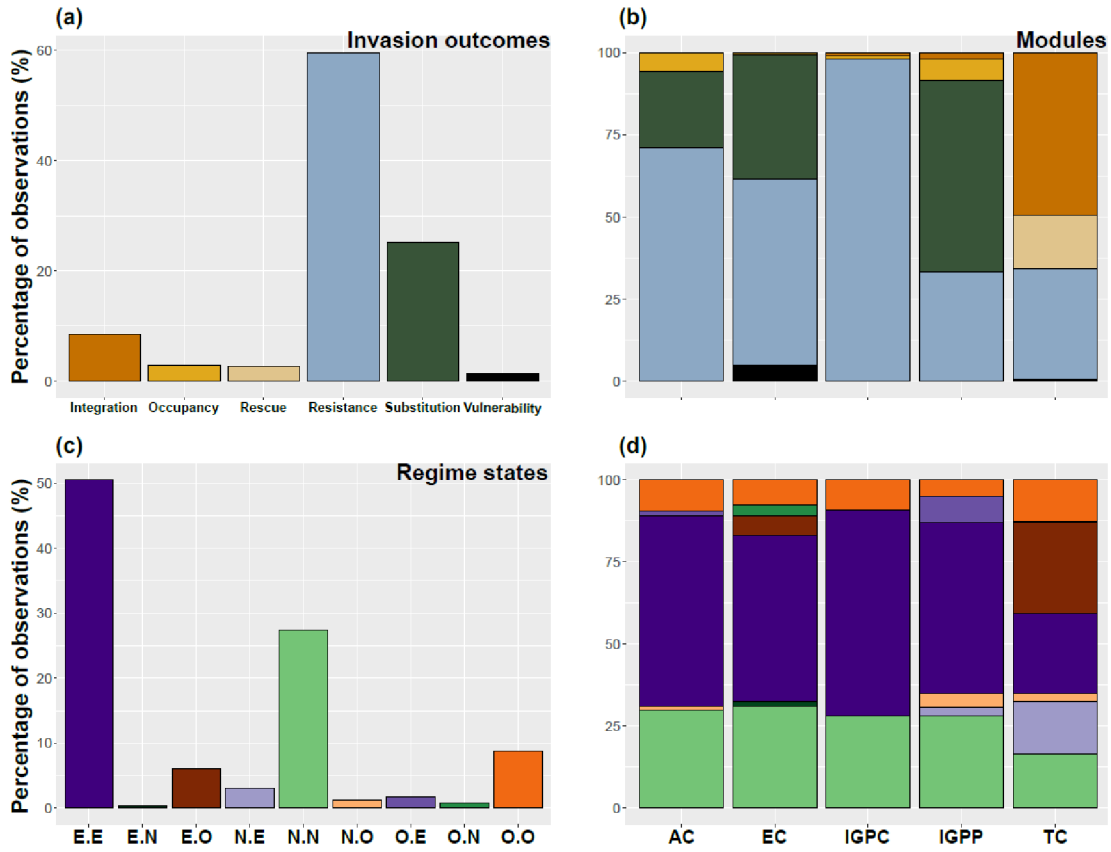 (a)
Invasion outcomes
Percentage of observations (%)
60
40
20
0
Integration Occupancy Rescue Resistance Substitution Vulnerability
(b)
Modules
100
75
50
25
0
(c)
Regime states
Percentage of observations (%)
50
40
30
20
10
0
E.E E.N E.O N.E N.N N.O O.E O.N O.O
(d)
100
75
50
25
0
AC EC IGPC IGPP TC